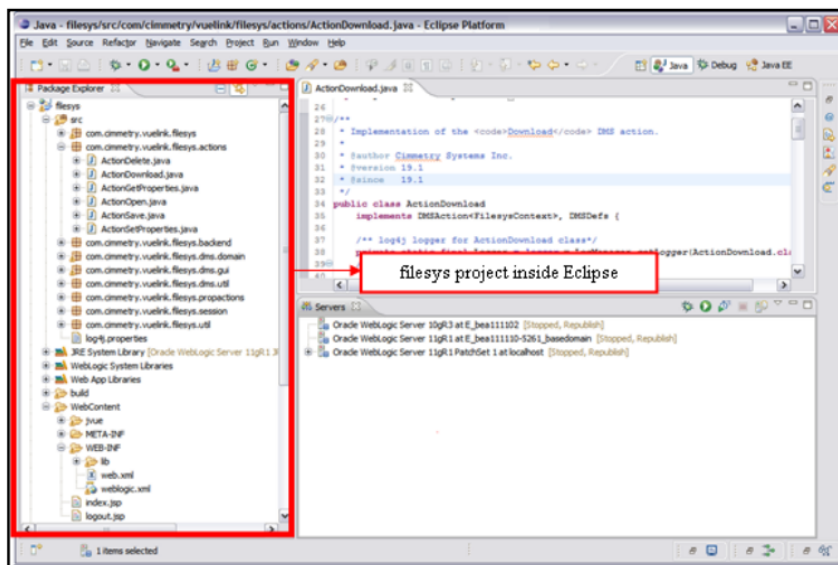 Java - filesys/src/com/cimmetry/vuelink/filesys/actions/ActionDownload.java - Eclipse Platform
File Edit Source Refactor Navigate Search Project Run Window Help
Java Debug Java EE
Package Explorer
filesys
src
com.cimmetry.vuelink.filesys
com.cimmetry.vuelink.filesys.actions
ActionDelete.java
ActionDownload.java
ActionGetProperties.java
ActionOpen.java
ActionSave.java
ActionSetProperties.java
com.cimmetry.vuelink.filesys.backend
com.cimmetry.vuelink.filesys.dms.domain
com.cimmetry.vuelink.filesys.dms.gui
com.cimmetry.vuelink.filesys.dms.util
com.cimmetry.vuelink.filesys.propactions
com.cimmetry.vuelink.filesys.session
com.cimmetry.vuelink.filesys.util
log4j.properties
JRE System Library [Oracle WebLogic Server 11gR1 JR
WebLogic System Libraries
Web App Libraries
build
WebContent
jvue
META-INF
WEB-INF
lib
web.xml
weblogic.xml
index.jsp
logout.jsp
ActionDownload.java
26
27 /**
28 * Implementation of the <code>Download</code> DMS action.
29 *
30 * @author Cimmetry Systems Inc.
31 * @version 19.1
32 * @since 19.1
33 */
34 public class ActionDownload
35 implements DMSAction<FilesysContext>, DMSDefs {
36
37 /** log4j logger for ActionDownload class*/
38 private static final Logger
39
40
filesys project inside Eclipse
Servers
Oracle WebLogic Server 10gR3 at E_bea111102 [Stopped, Republish]
Oracle WebLogic Server 11gR1 at E_bea111110-5261_basedomain [Stopped, Republish]
Oracle WebLogic Server 11gR1 PatchSet 1 at localhost [Stopped, Republish]
1 items selected